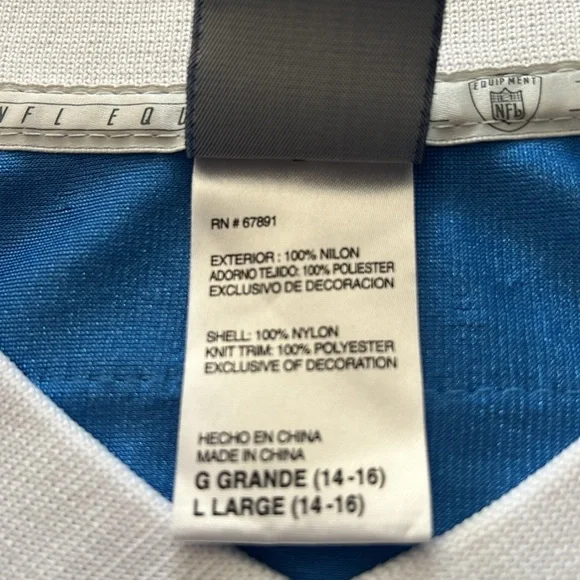 NFL EQU
EQUIPMENT
NFL
RN # 67891
EXTERIOR : 100% NILON
ADORNO TEJIDO: 100% POLIESTER
EXCLUSIVO DE DECORACION
SHELL: 100% NYLON
KNIT TRIM: 100% POLYESTER
EXCLUSIVE OF DECORATION
HECHO EN CHINA
MADE IN CHINA
G GRANDE (14-16)
L LARGE (14-16)